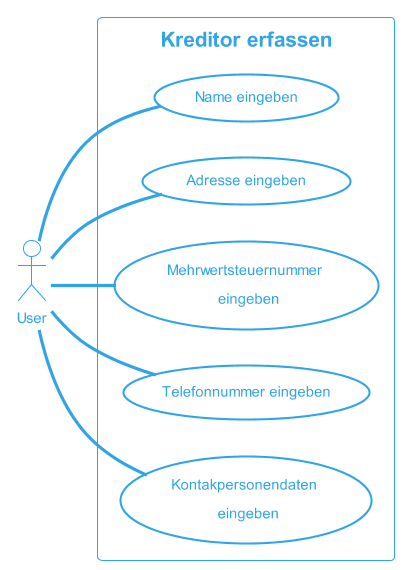 Kreditor erfassen
Name eingeben
Adresse eingeben
Mehrwertsteuernummer
eingeben
User
Telefonnummer eingeben
Kontakpersonendaten
eingeben